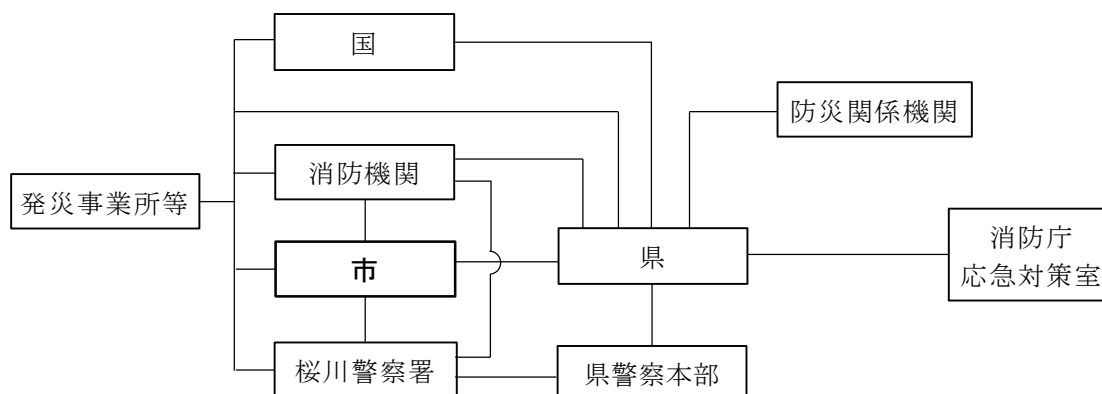 国
防災関係機関
消防機関
発災事業所等
消防庁
応急対策室
県
市
桜川警察署
県警察本部